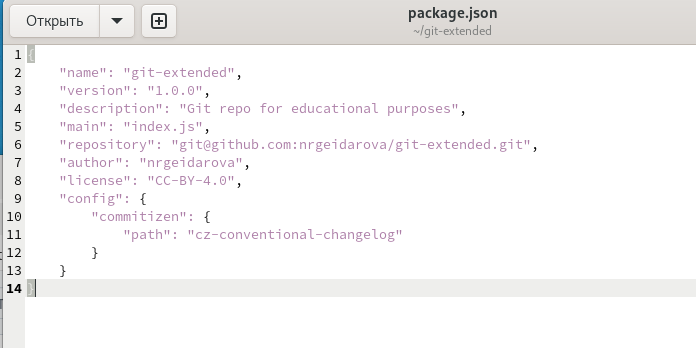 Открыть
package.json
~/git-extended
1 {
2 "name": "git-extended",
3 "version": "1.0.0",
4 "description": "Git repo for educational purposes",
5 "main": "index.js",
6 "repository": "git@github.com:nrgeidarova/git-extended.git",
7 "author": "nrgeidarova",
8 "license": "CC-BY-4.0",
9 "config": {
10 "commitizen": {
11 "path": "cz-conventional-changelog"
12 }
13 }
14 }